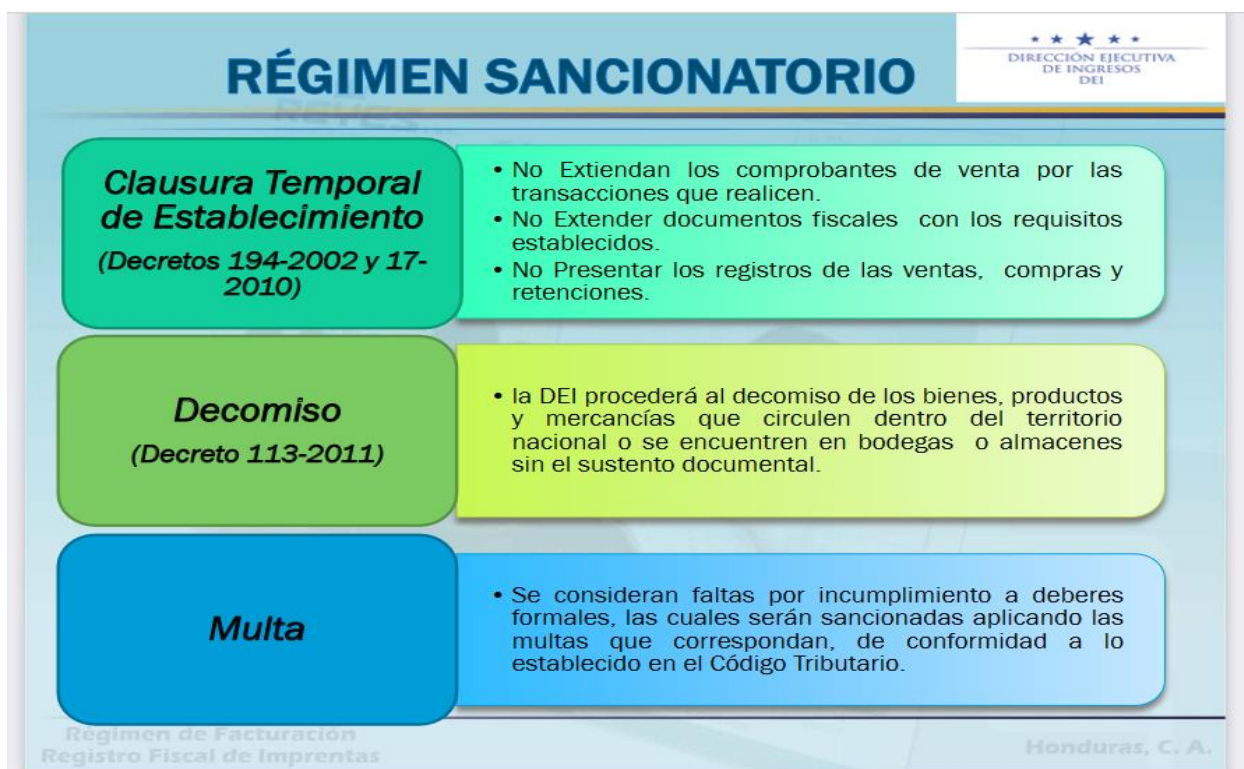 RÉGIMEN SANCIONATORIO
DIRECCIÓN EJECUTIVA
DE INGRESOS
DEI
REYES...
Clausura Temporal
de Establecimiento
(Decretos 194-2002 y 17-
2010)
• No Extiendan los comprobantes de venta por las
transacciones que realicen.
• No Extender documentos fiscales con los requisitos
establecidos.
• No Presentar los registros de las ventas, compras y
retenciones.
Decomiso
(Decreto 113-2011)
• la DEI procederá al decomiso de los bienes, productos
y mercancías que circulen dentro del territorio
nacional o se encuentren en bodegas o almacenes
sin el sustento documental.
Multa
• Se consideran faltas por incumplimiento a deberes
formales, las cuales serán sancionadas aplicando las
multas que correspondan, de conformidad a lo
establecido en el Código Tributario.
Régimen de Facturación
Registro Fiscal de Imprentas
Honduras, C. A.